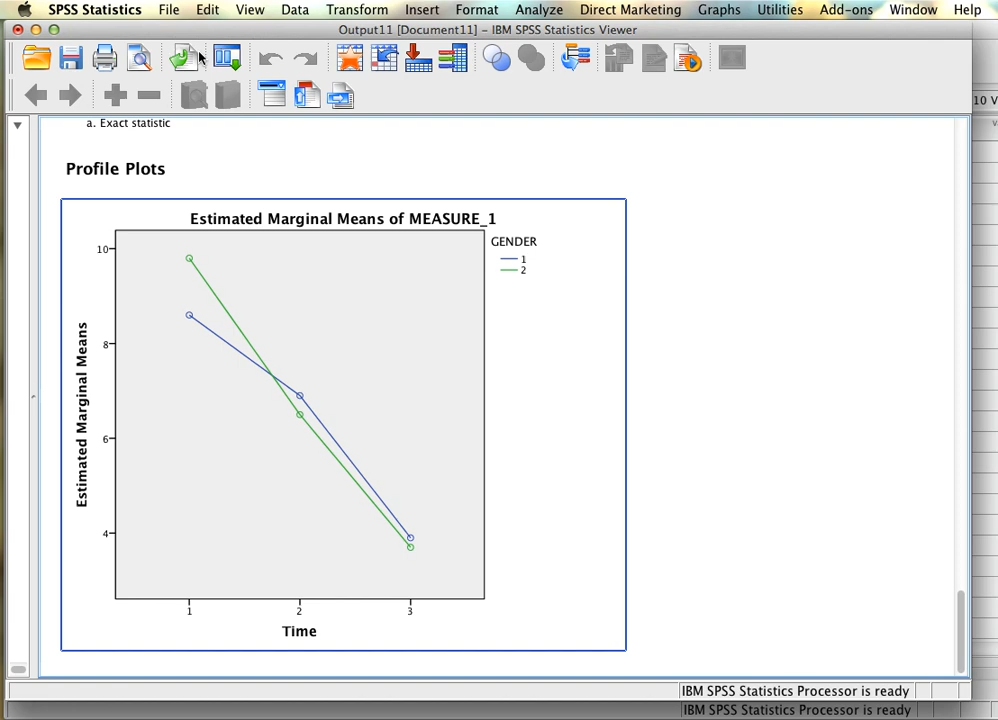 SPSS Statistics File Edit View Data Transform Insert Format Analyze Direct Marketing Graphs Utilities Add-ons Window Help
Output11 [Document11] – IBM SPSS Statistics Viewer
10 V
a. Exact statistic
Profile Plots
Estimated Marginal Means of MEASURE_1
GENDER
1
2
Estimated Marginal Means
10
8
6
4
1 2 3
Time
IBM SPSS Statistics Processor is ready
IBM SPSS Statistics Processor is ready